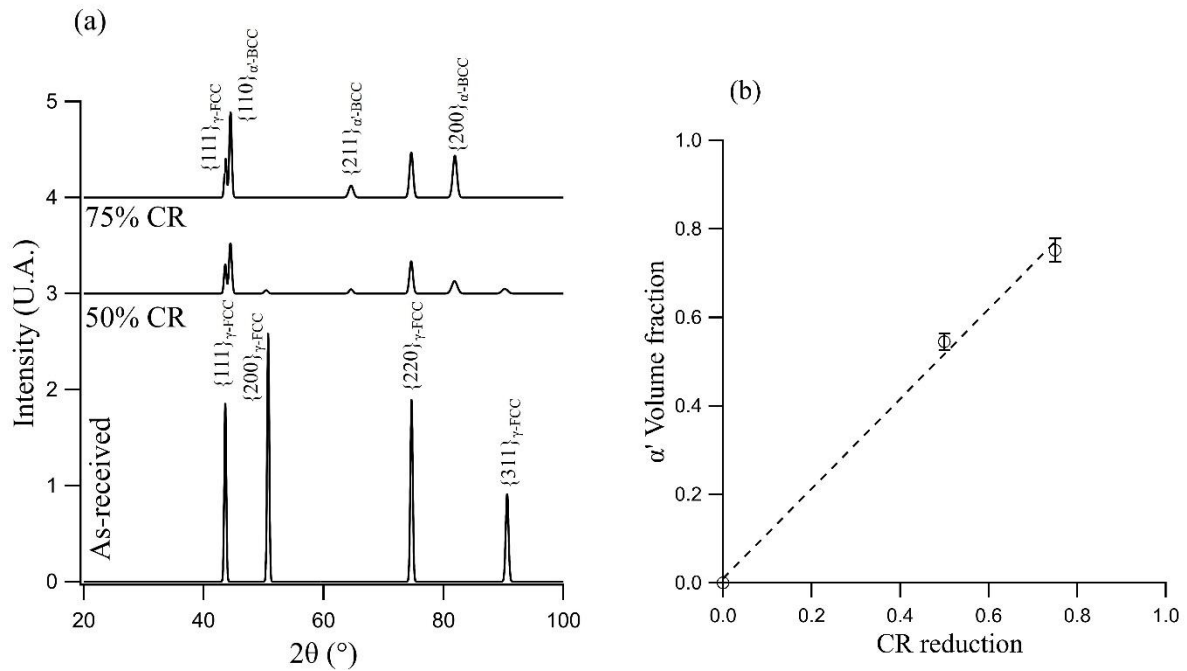 (a)
{111}γ-FCC
{110}α'-BCC
{211}α'-BCC
{200}α'-BCC
5
4
75% CR
3
50% CR
{111}γ-FCC
{200}γ-FCC
{220}γ-FCC
{311}γ-FCC
2
1
0
As-received
Intensity (U.A.)
20
40
60
80
100
2θ (°)
(b)
1.0
0.8
0.6
0.4
0.2
0.0
α' Volume fraction
0.0
0.2
0.4
0.6
0.8
1.0
CR reduction